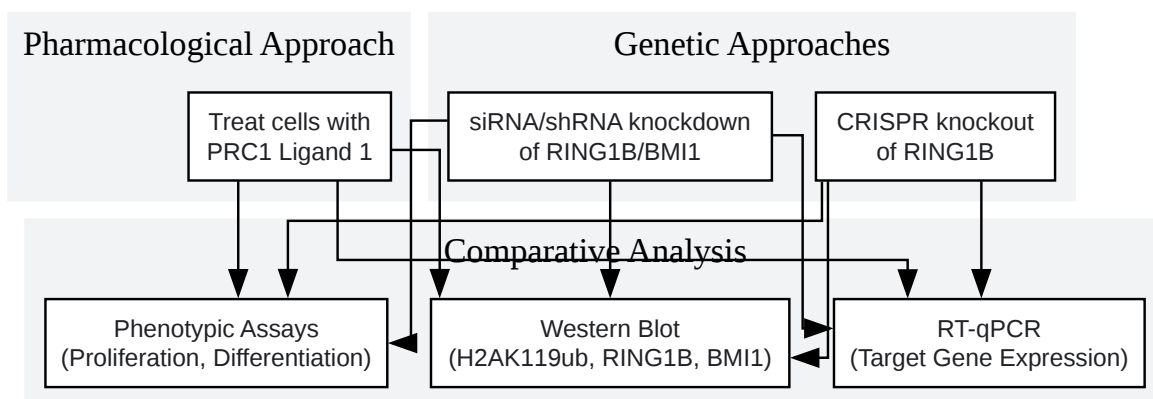 Pharmacological Approach
Genetic Approaches
Treat cells with
PRC1 Ligand 1
siRNA/shRNA knockdown
of RING1B/BMI1
CRISPR knockout
of RING1B
Comparative Analysis
Phenotypic Assays
(Proliferation, Differentiation)
Western Blot
(H2AK119ub, RING1B, BMI1)
RT-qPCR
(Target Gene Expression)